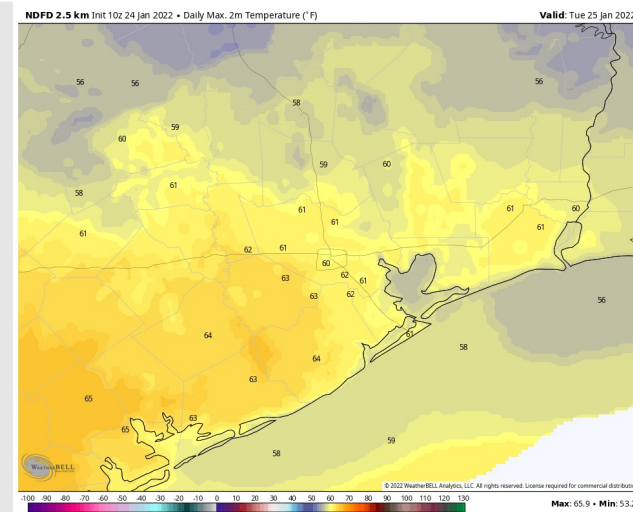 NDFD 2.5 km Init 10z 24 Jan 2022 • Daily Max. 2m Temperature (°F)
Valid: Tue 25 Jan 2022
56 56 56
58
59
60
59 60
61
58
61 61 60
61 61
61
62 61
60
63 62 61
63 62
56
64 61
58
64
63
65
63
65
59
58
WEATHERBELL
© 2022 WeatherBELL Analytics, LLC. All rights reserved. License required for commercial distributi
-100 -90 -80 -70 -60 -50 -40 -30 -20 -10 0 10 20 30 40 50 60 70 80 90 100 110 120 130
Max: 65.9 • Min: 53.2